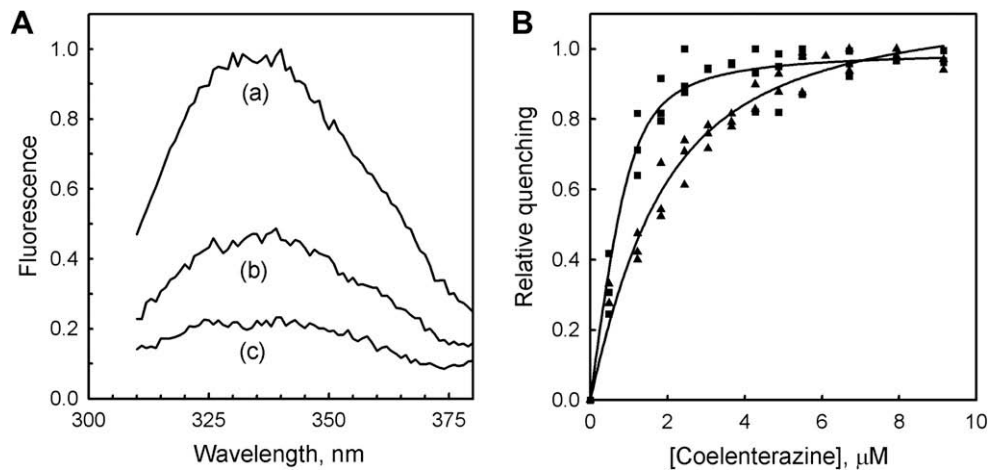 A
Fluorescence
1.0
0.8
0.6
0.4
0.2
0.0
(a)
(b)
(c)
300 325 350 375
Wavelength, nm
B
Relative quenching
1.0
0.8
0.6
0.4
0.2
0.0
0 2 4 6 8 10
[Coelenterazine], μM